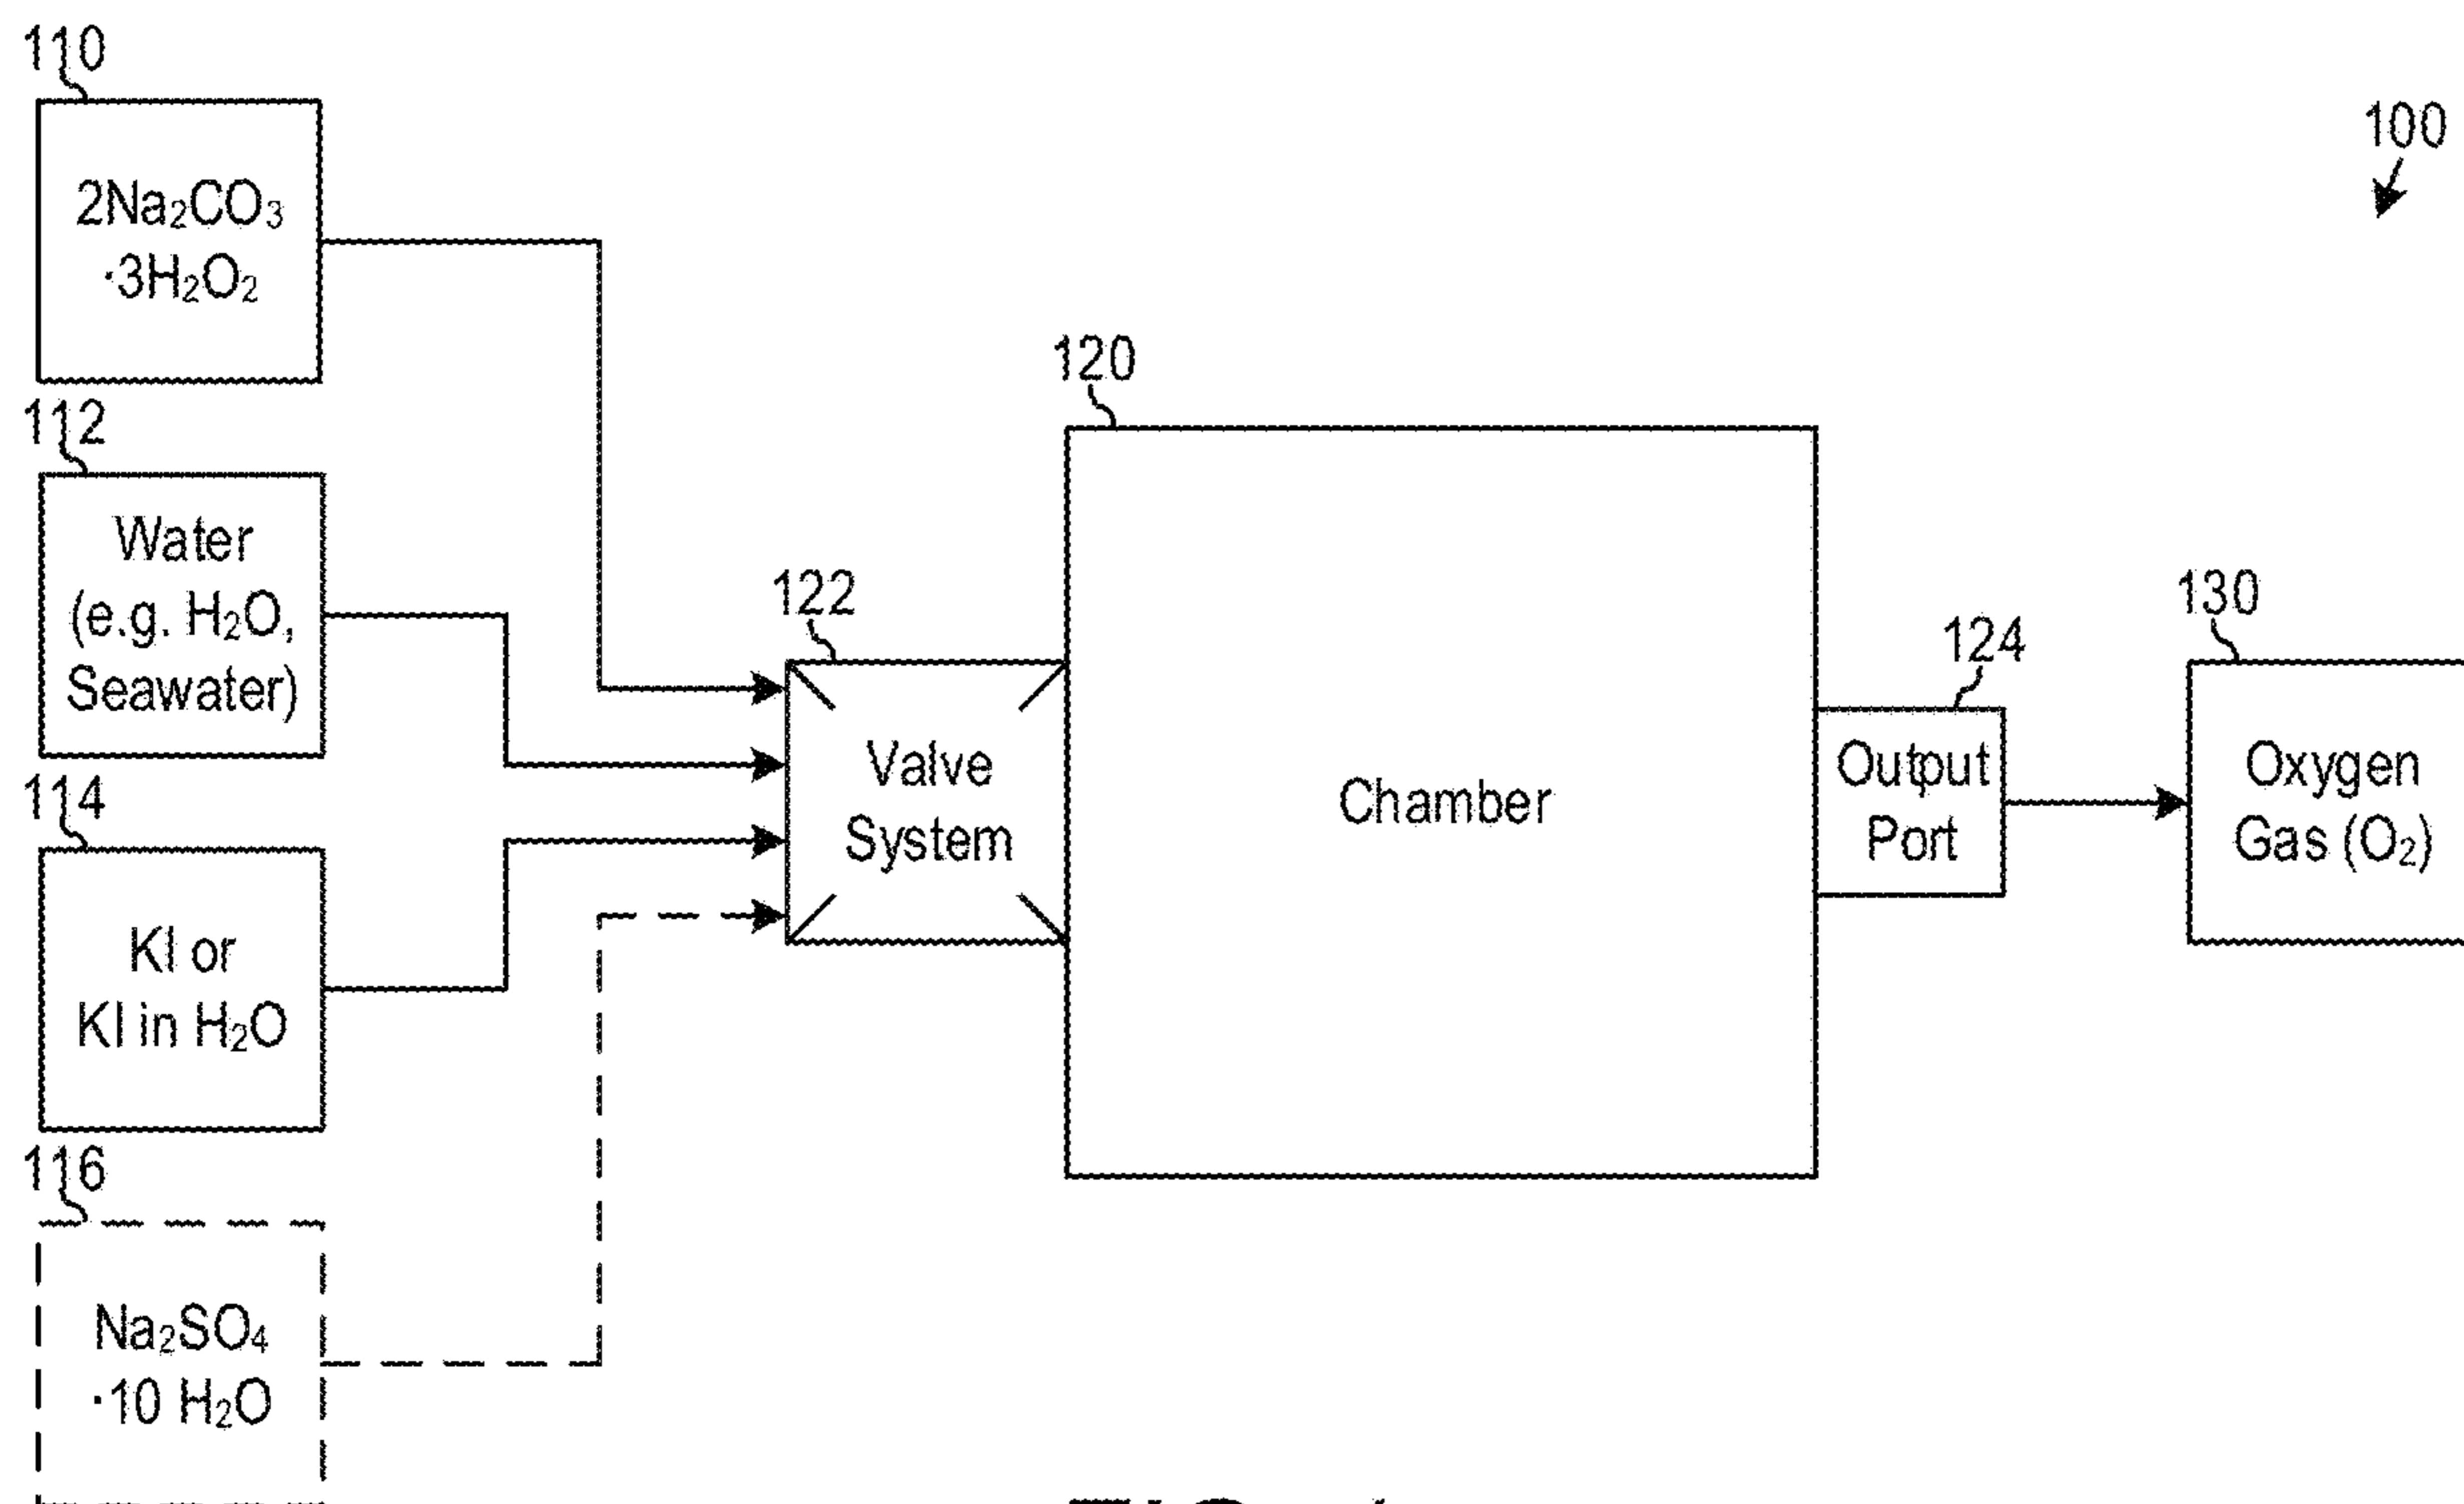 110
2Na₂CO₃
·3H₂O₂
100
112
Water
(e.g. H₂O,
Seawater)
120
122
Valve
System
Chamber
124
Output
Port
130
Oxygen
Gas (O₂)
114
KI or
KI in H₂O
116
Na₂SO₄
·10 H₂O